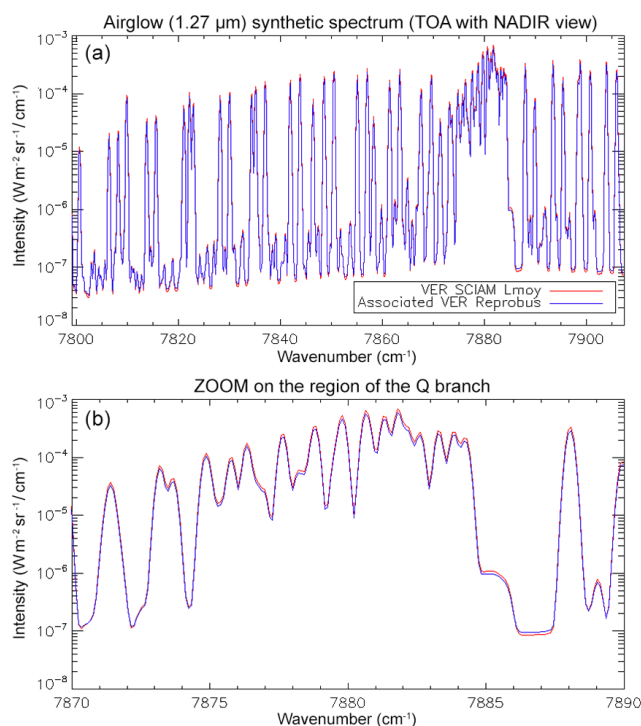 Airglow (1.27 µm) synthetic spectrum (TOA with NADIR view)
(a)
Intensity (W m⁻² sr⁻¹ / cm⁻¹)
10⁻³
10⁻⁴
10⁻⁵
10⁻⁶
10⁻⁷
10⁻⁸
VER SCIAM Lmoy
Associated VER Reprobus
7800 7820 7840 7860 7880 7900
Wavenumber (cm⁻¹)
ZOOM on the region of the Q branch
(b)
Intensity (W m⁻² sr⁻¹ / cm⁻¹)
10⁻³
10⁻⁴
10⁻⁵
10⁻⁶
10⁻⁷
10⁻⁸
7870 7875 7880 7885 7890
Wavenumber (cm⁻¹)